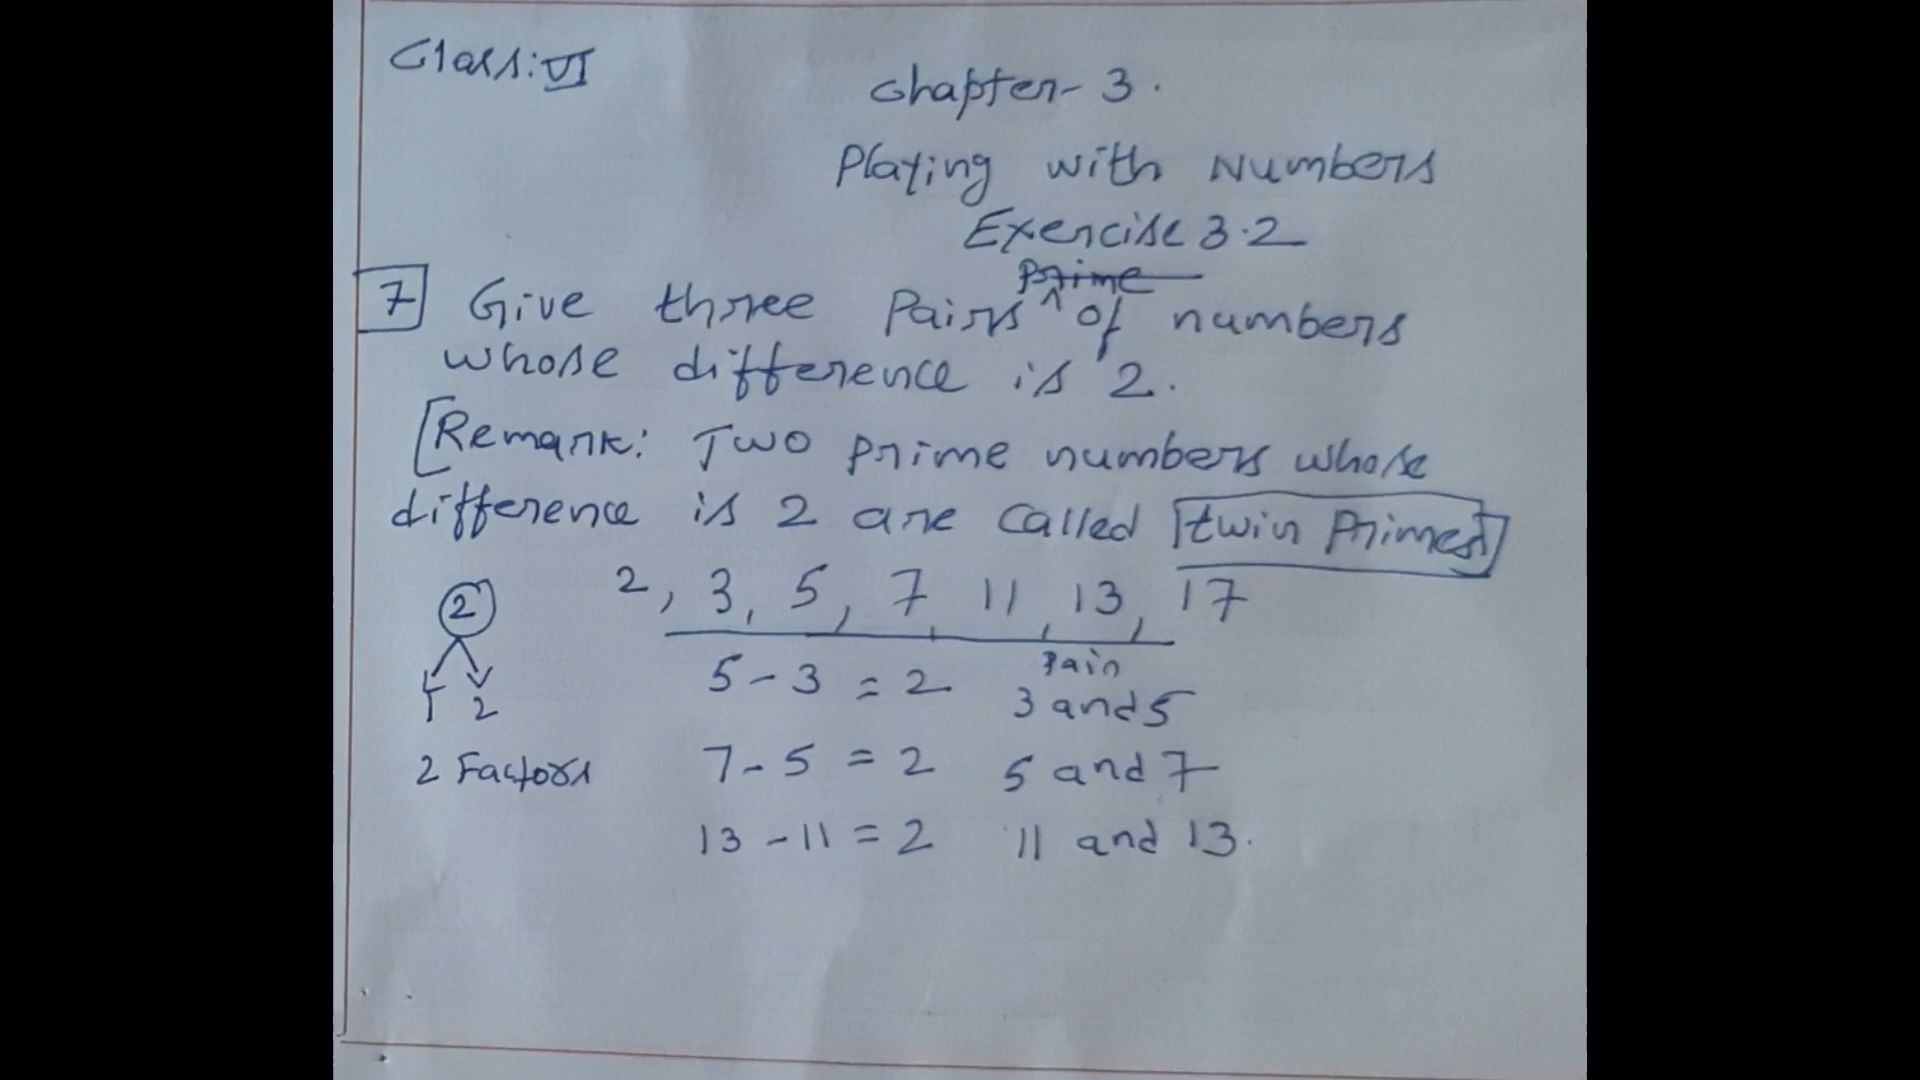 Class: VI
Chapter-3.
Playing with Numbers
Exercise 3.2
prime
7 Give three Pairs ^ of numbers
whose difference is 2.
[Remark: Two prime numbers whose
difference is 2 are called twin Primes]
2, 3, 5, 7, 11, 13, 17
2
1 2
2 Factors
5-3 = 2 Pair
3 and 5
7-5 = 2 5 and 7
13-11 = 2 11 and 13.